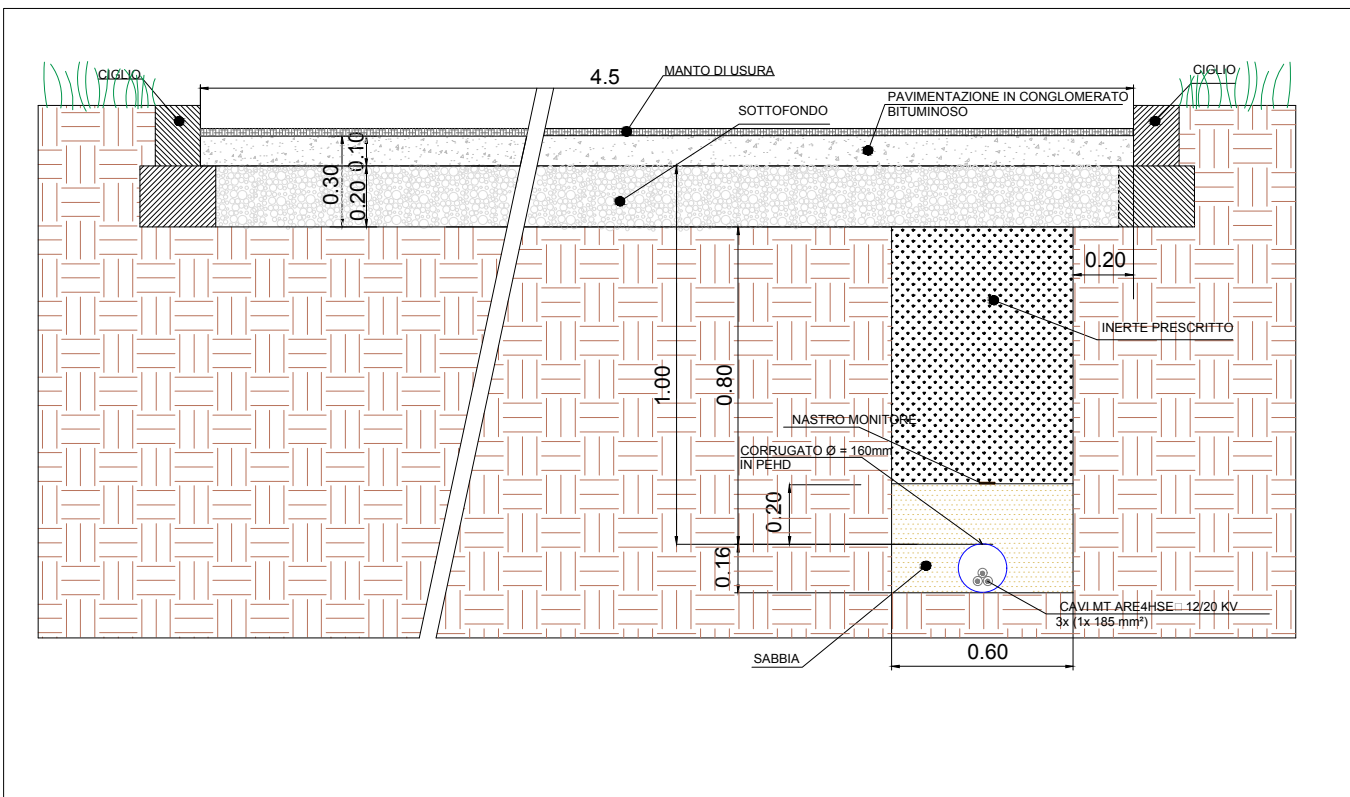 CIGLIO
4.5
MANTO DI USURA
CIGLIO
PAVIMENTAZIONE IN CONGLOMERATO
BITUMINOSO
SOTTOFONDO
0.10
0.30
0.20
0.20
INERTE PRESCRITTO
1.00
0.80
NASTRO MONITORE
CORRUGATO Ø = 160mm
IN PEHD
0.20
0.16
CAVI MT ARE4HSE□ 12/20 KV
3x (1x 185 mm²)
SABBIA
0.60